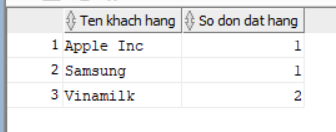 Ten khach hang So don dat hang
1 Apple Inc 1
2 Samsung 1
3 Vinamilk 2